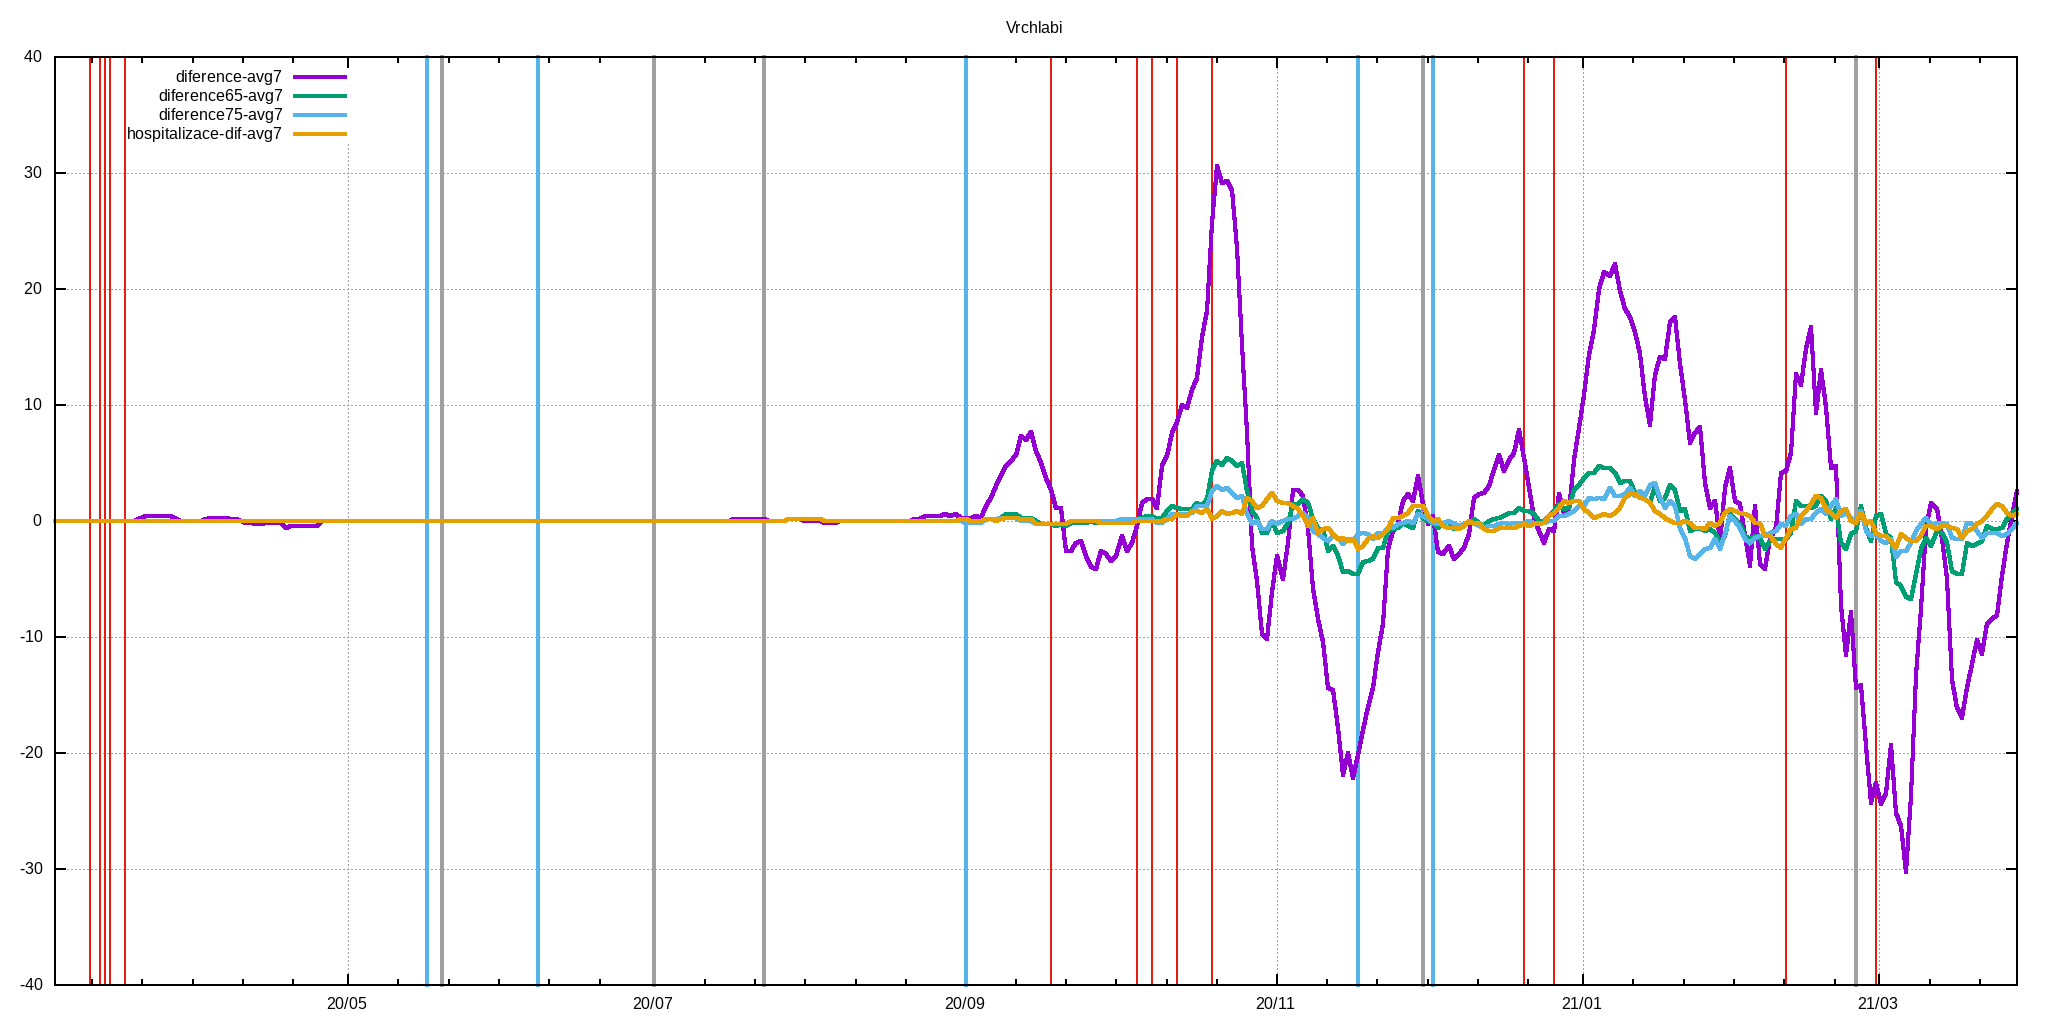 Vrchlabi
40
30
20
10
0
-10
-20
-30
-40
diference-avg7
diference65-avg7
diference75-avg7
hospitalizace-dif-avg7
20/05 20/07 20/09 20/11 21/01 21/03